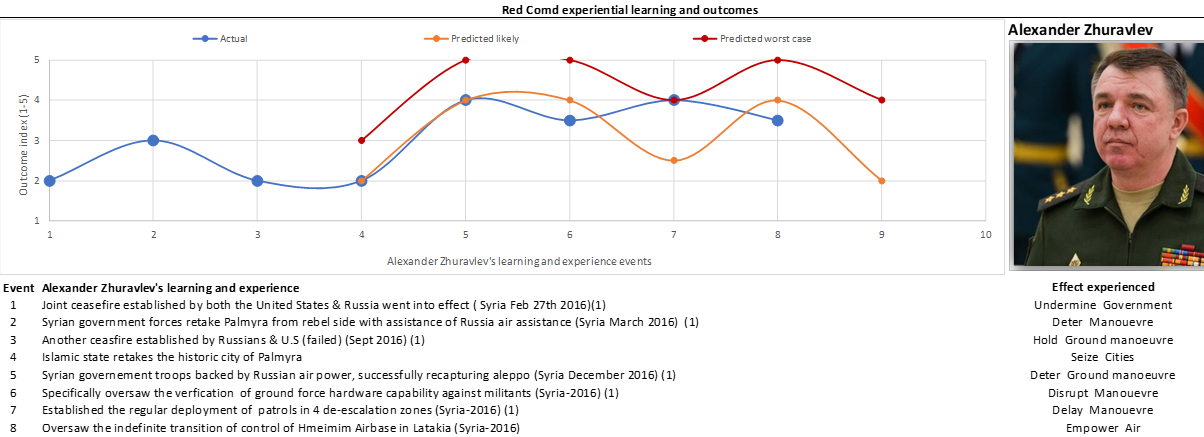 Red Comd experiential learning and outcomes
Alexander Zhuravlev
Actual Predicted likely Predicted worst case
5
4
3
2
1
Outcome index (1-5)
1 2 3 4 5 6 7 8 9 10
Alexander Zhuravlev's learning and experience events
Event Alexander Zhuravlev's learning and experience Effect experienced
1 Joint ceasefire established by both the United States & Russia went into effect ( Syria Feb 27th 2016)(1) Undermine Government
2 Syrian government forces retake Palmyra from rebel side with assistance of Russia air assistance (Syria March 2016) (1) Deter Manouevre
3 Another ceasfire established by Russians & U.S (failed) (Sept 2016) (1) Hold Ground manoeuvre
4 Islamic state retakes the historic city of Palmyra Seize Cities
5 Syrian governement troops backed by Russian air power, successfully recapturing aleppo (Syria December 2016) (1) Deter Ground manoeuvre
6 Specifically oversaw the verfication of ground force hardware capability against militants (Syria-2016) (1) Disrupt Manouevre
7 Established the regular deployment of patrols in 4 de-escalation zones (Syria-2016) (1) Delay Manouevre
8 Oversaw the indefinite transition of control of Hmeimim Airbase in Latakia (Syria-2016) Empower Air